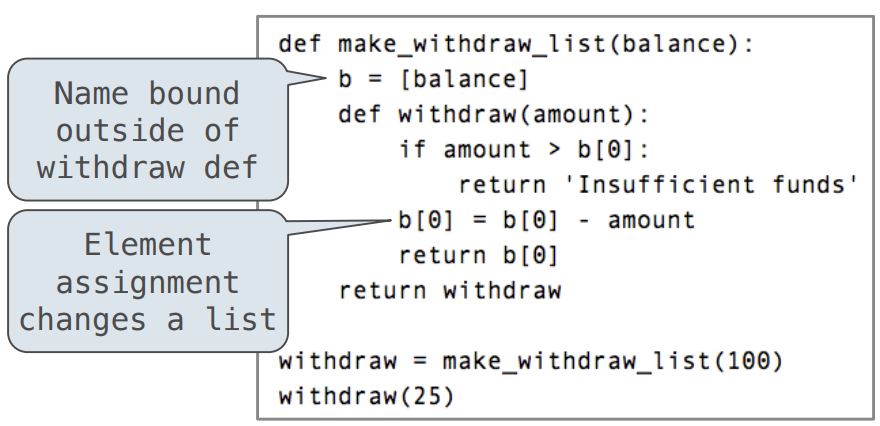 def make_withdraw_list(balance):
    b = [balance]
    def withdraw(amount):
        if amount > b[0]:
            return 'Insufficient funds'
        b[0] = b[0] - amount
        return b[0]
    return withdraw

withdraw = make_withdraw_list(100)
withdraw(25)
Name bound
outside of
withdraw def
Element
assignment
changes a list